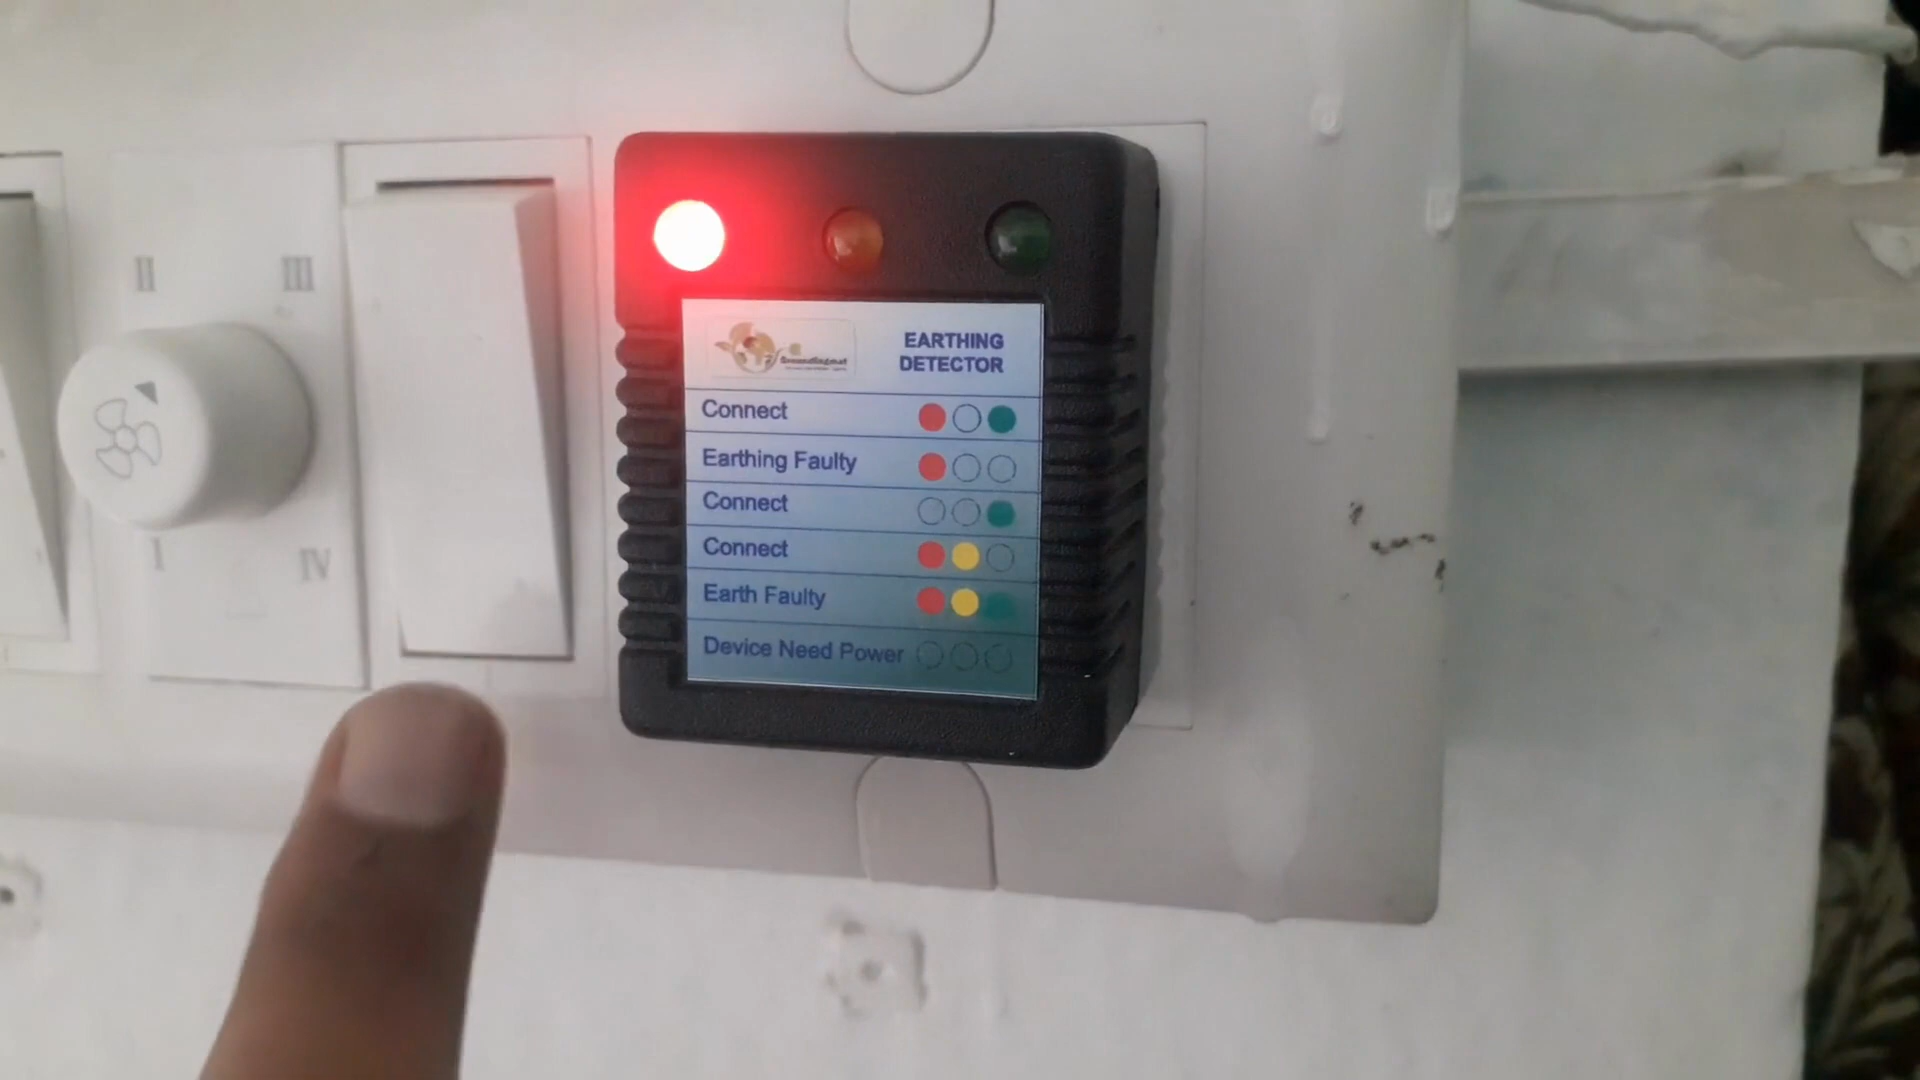 II
III
I
IV
EARTHING
DETECTOR
Connect
Earthing Faulty
Connect
Connect
Earth Faulty
Device Need Power